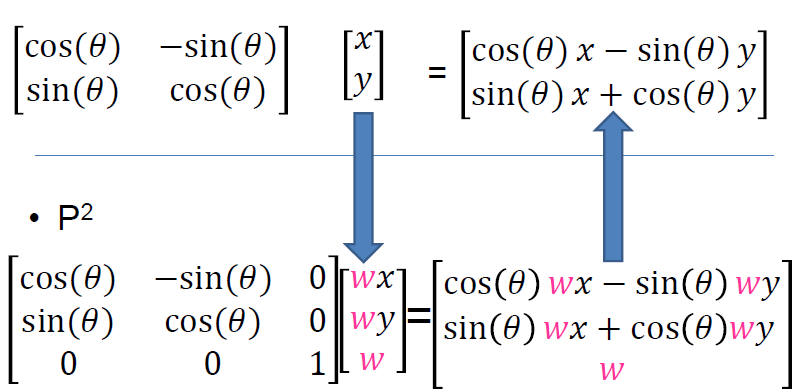 [cos(θ) −sin(θ)] [x] = [cos(θ) x − sin(θ) y]
[sin(θ) cos(θ)] [y] [sin(θ) x + cos(θ) y]
• P²
[cos(θ) −sin(θ) 0] [wx] = [cos(θ) wx − sin(θ) wy]
[sin(θ) cos(θ) 0] [wy] [sin(θ) wx + cos(θ)wy]
[0 0 1] [w] [w]